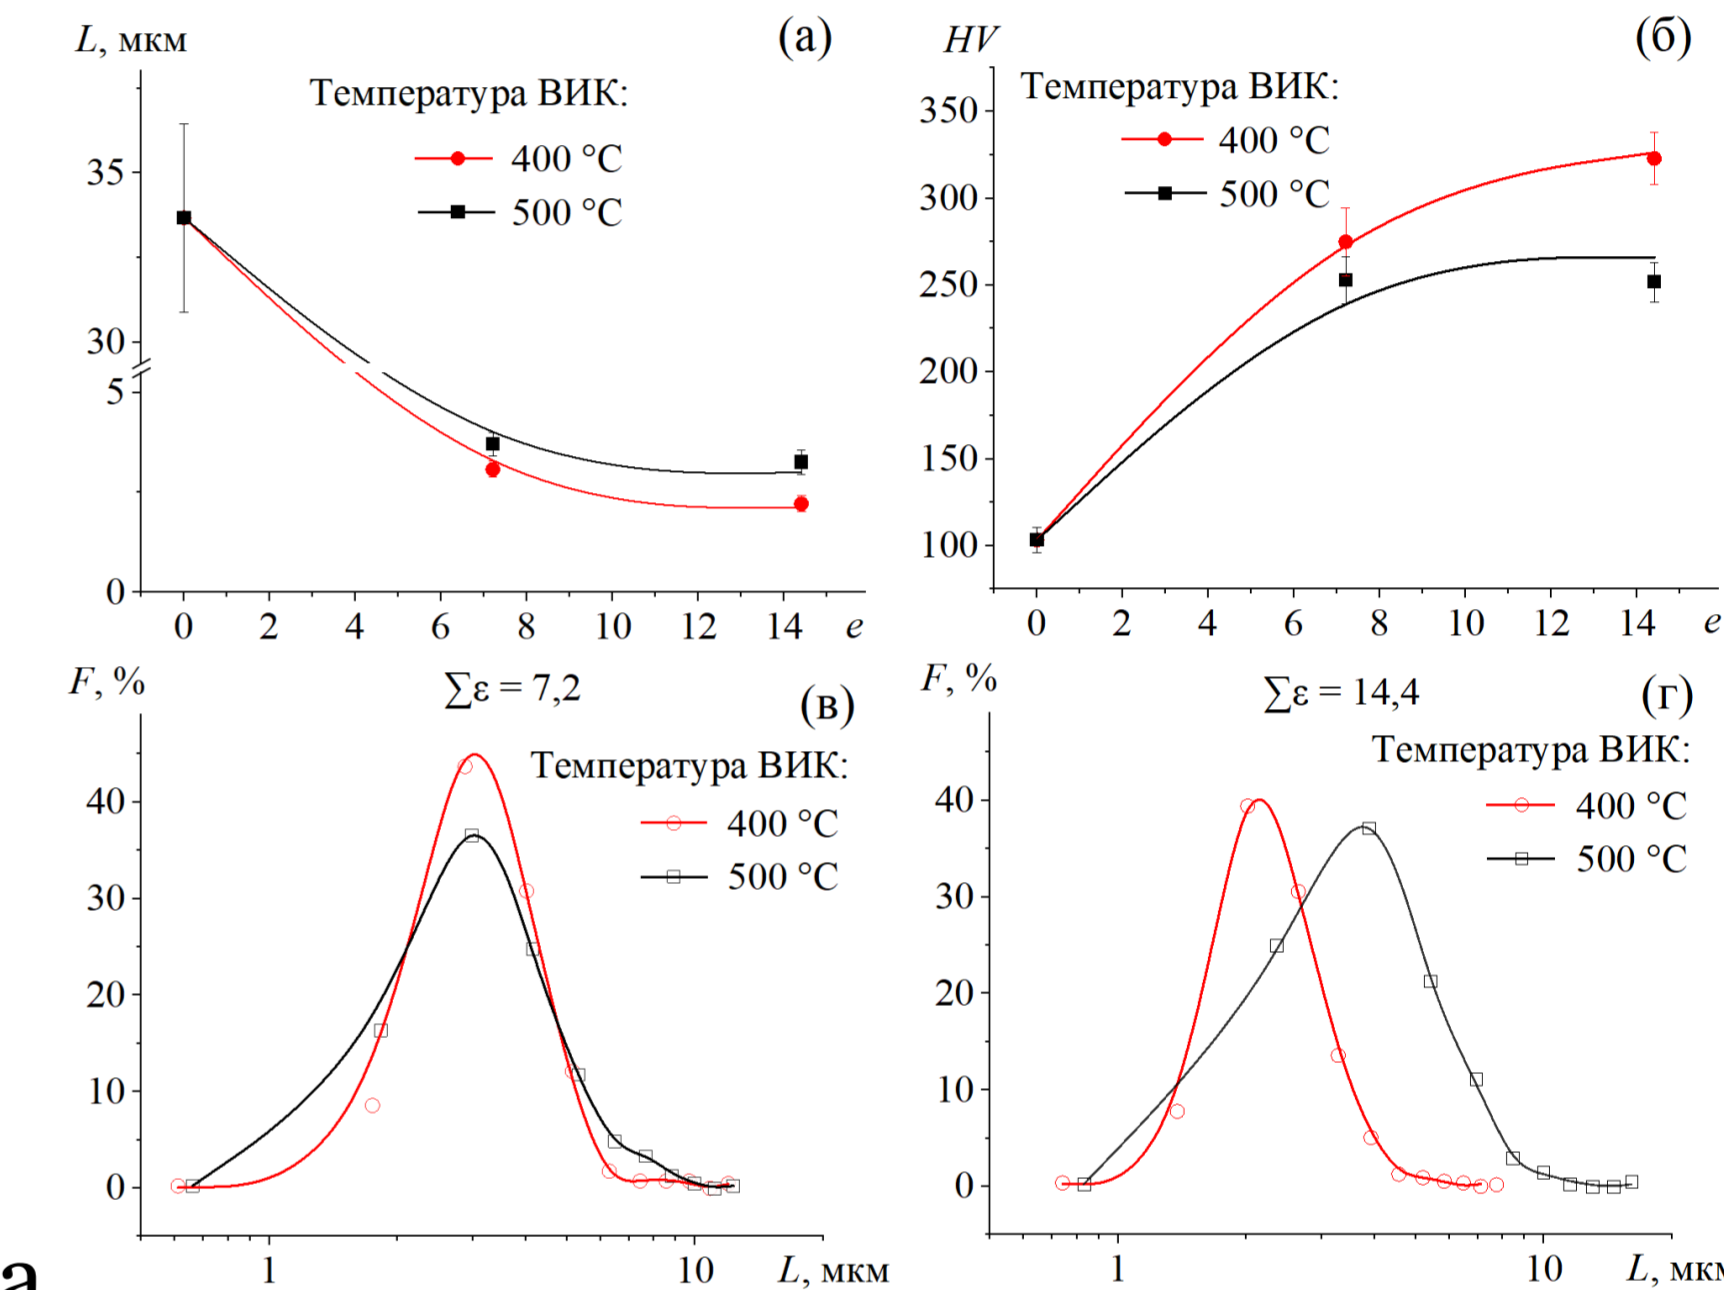 L, мкм
(а)
Температура ВИК:
400 °C
500 °C
35
30
5
0
0 2 4 6 8 10 12 14 e
HV
(б)
Температура ВИК:
400 °C
500 °C
350
300
250
200
150
100
0 2 4 6 8 10 12 14 e
F, %
∑ε = 7,2
(в)
Температура ВИК:
400 °C
500 °C
40
30
20
10
0
1 10 L, мкм
F, %
∑ε = 14,4
(г)
Температура ВИК:
400 °C
500 °C
40
30
20
10
0
1 10 L, мкм
а